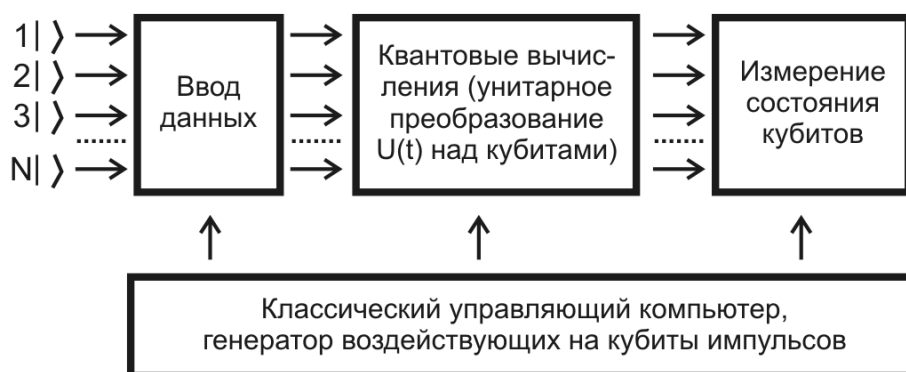 1| ⟩
2| ⟩
3| ⟩
N| ⟩
Ввод
данных
Квантовые вычис-
ления (унитарное
преобразование
U(t) над кубитами)
Измерение
состояния
кубитов
Классический управляющий компьютер,
генератор воздействующих на кубиты импульсов